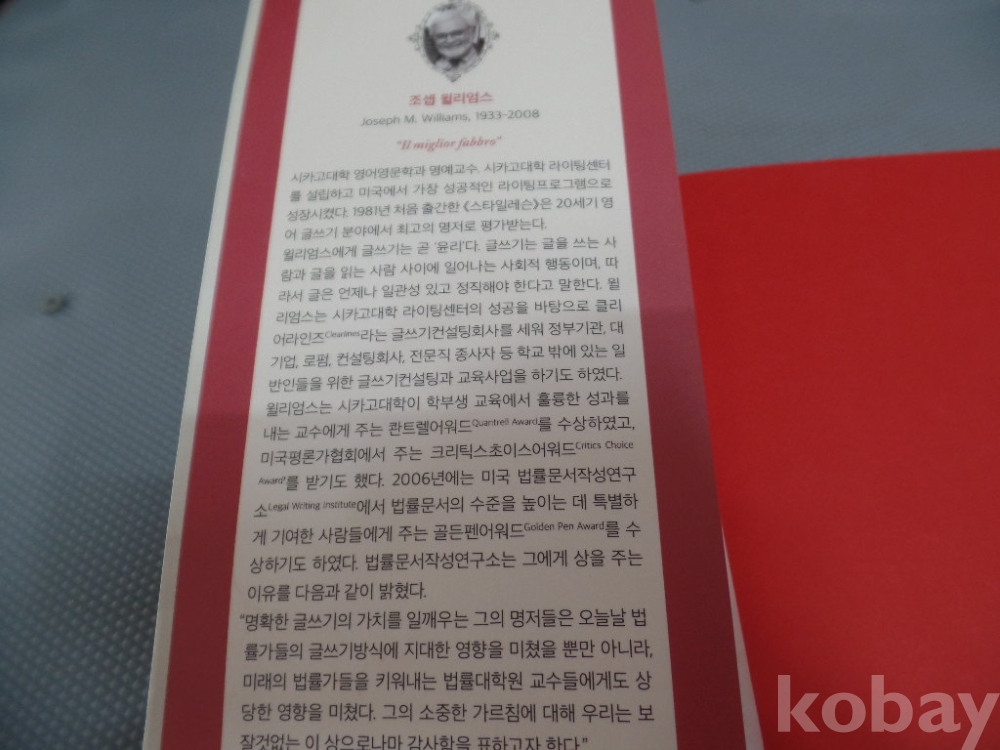 조셉 윌리엄스
Joseph M. Williams, 1933-2008
"Il miglior fabbro"
시카고대학 영어영문학과 명예교수. 시카고대학 라이팅센터
를 설립하고 미국에서 가장 성공적인 라이팅프로그램으로
성장시켰다. 1981년 처음 출간한 《스타일레슨》은 20세기 영
어 글쓰기 분야에서 최고의 명저로 평가받는다.
윌리엄스에게 글쓰기는 곧 '윤리'다. 글쓰기는 글을 쓰는 사
람과 글을 읽는 사람 사이에 일어나는 사회적 행동이며, 따
라서 글은 언제나 일관성 있고 정직해야 한다고 말한다. 윌
리엄스는 시카고대학 라이팅센터의 성공을 바탕으로 클리
어라인즈Clearlines라는 글쓰기컨설팅회사를 세워 정부기관, 대
기업, 로펌, 컨설팅회사, 전문직 종사자 등 학교 밖에 있는 일
반인들을 위한 글쓰기컨설팅과 교육사업을 하기도 하였다.
윌리엄스는 시카고대학이 학부생 교육에서 훌륭한 성과를
내는 교수에게 주는 콴트렐어워드Quantrell Award를 수상하였고,
미국평론가협회에서 주는 크리틱스초이스어워드Critics Choice
Award'를 받기도 했다. 2006년에는 미국 법률문서작성연구
소Legal Writing Institute에서 법률문서의 수준을 높이는 데 특별하
게 기여한 사람들에게 주는 골든펜어워드Golden Pen Award를 수
상하기도 하였다. 법률문서작성연구소는 그에게 상을 주는
이유를 다음과 같이 밝혔다.
"명확한 글쓰기의 가치를 일깨우는 그의 명저들은 오늘날 법
률가들의 글쓰기방식에 지대한 영향을 미쳤을 뿐만 아니라,
미래의 법률가들을 키워내는 법률대학원 교수들에게도 상
당한 영향을 미쳤다. 그의 소중한 가르침에 대해 우리는 보
잘것없는 이 상으로나마 감사함을 표하고자 한다."
kobay